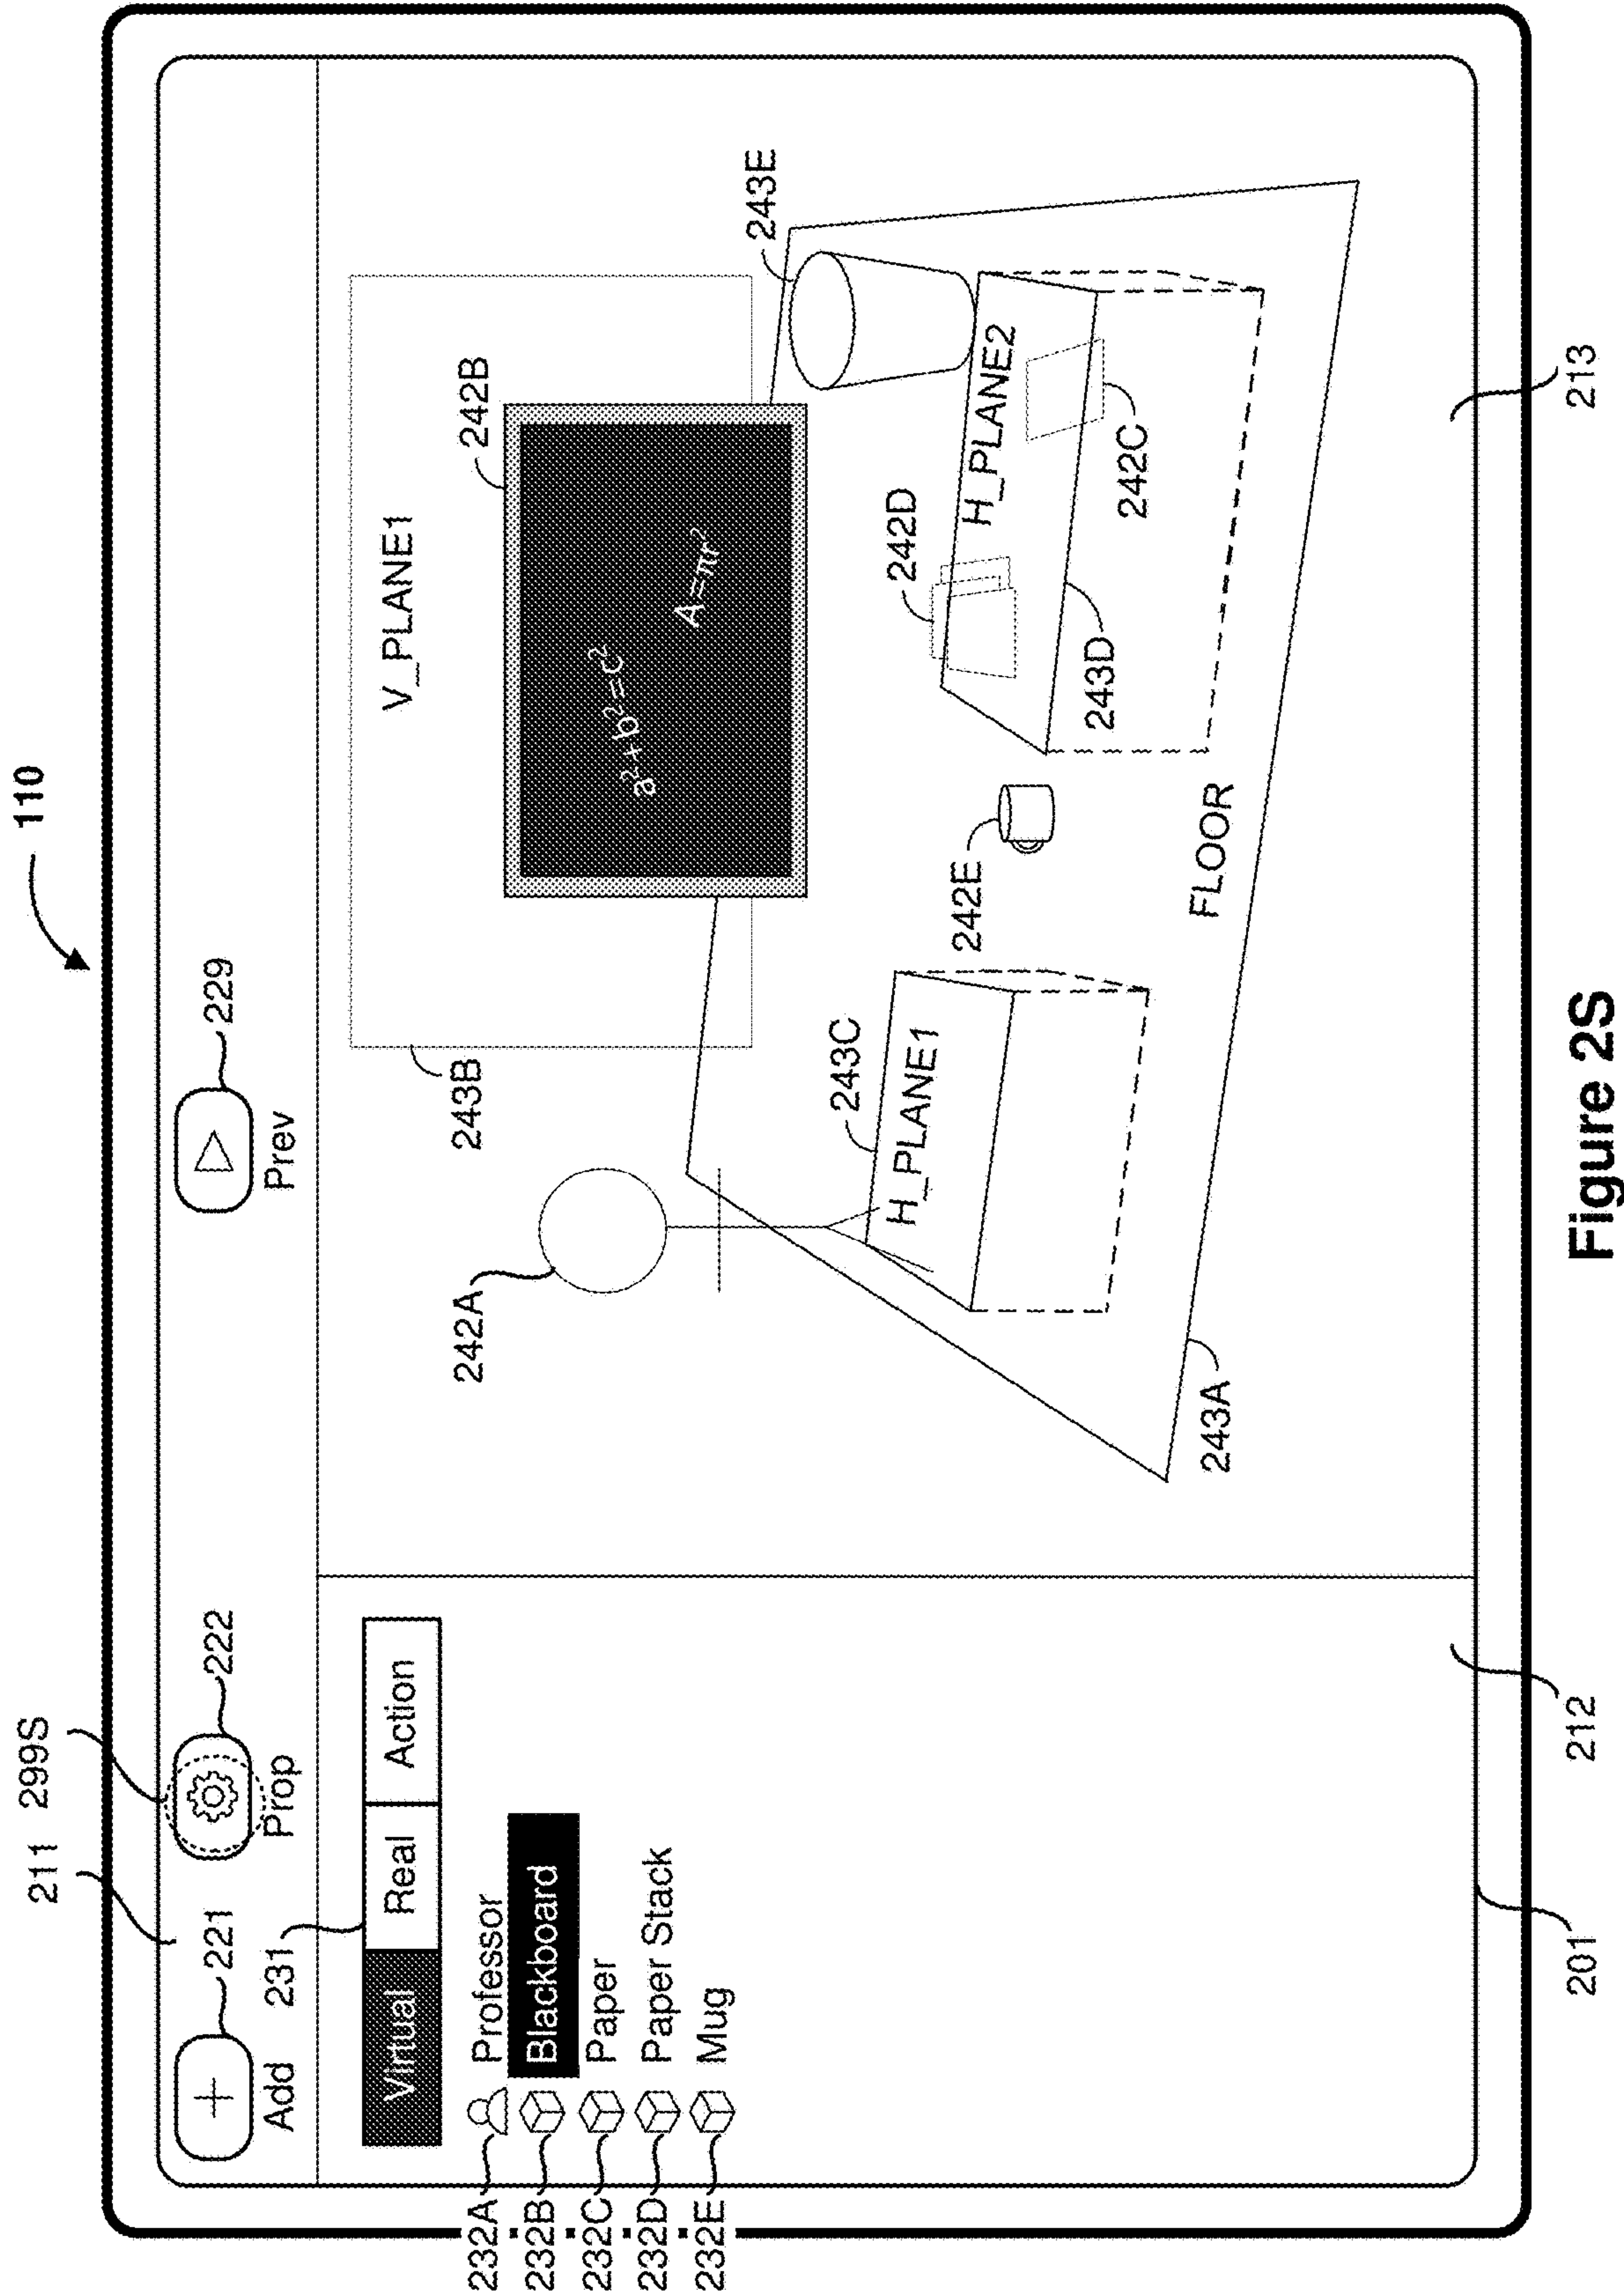 110
211 299S
221 222 229
Add Prop Prev
231
Virtual Real Action
232A Professor
232B Blackboard
232C Paper
232D Paper Stack
232E Mug
242A
243B
V_PLANE1
242B
a²+b²=c²
A=πr²
243E
243C
H_PLANE1
242D
H_PLANE2
242E
242C
243D
FLOOR
243A
201 212 213
Figure 2S